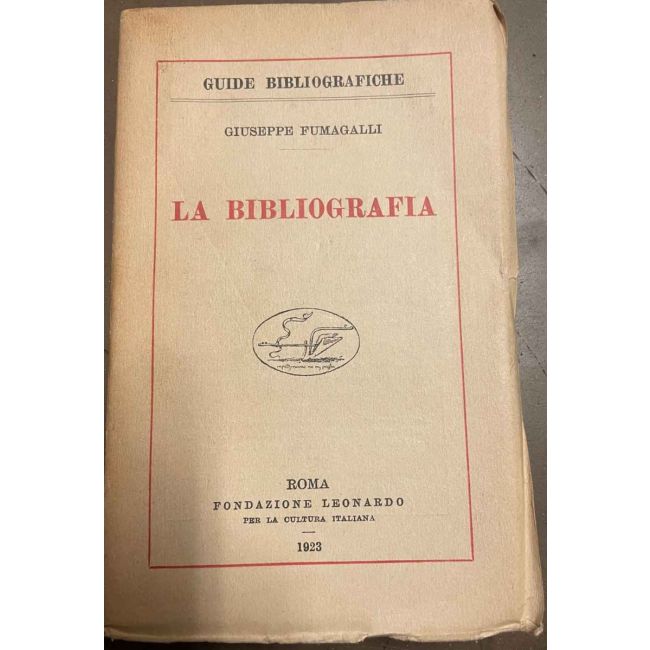 GUIDE BIBLIOGRAFICHE
GIUSEPPE FUMAGALLI
LA BIBLIOGRAFIA
ROMA
FONDAZIONE LEONARDO
PER LA CULTURA ITALIANA
1923